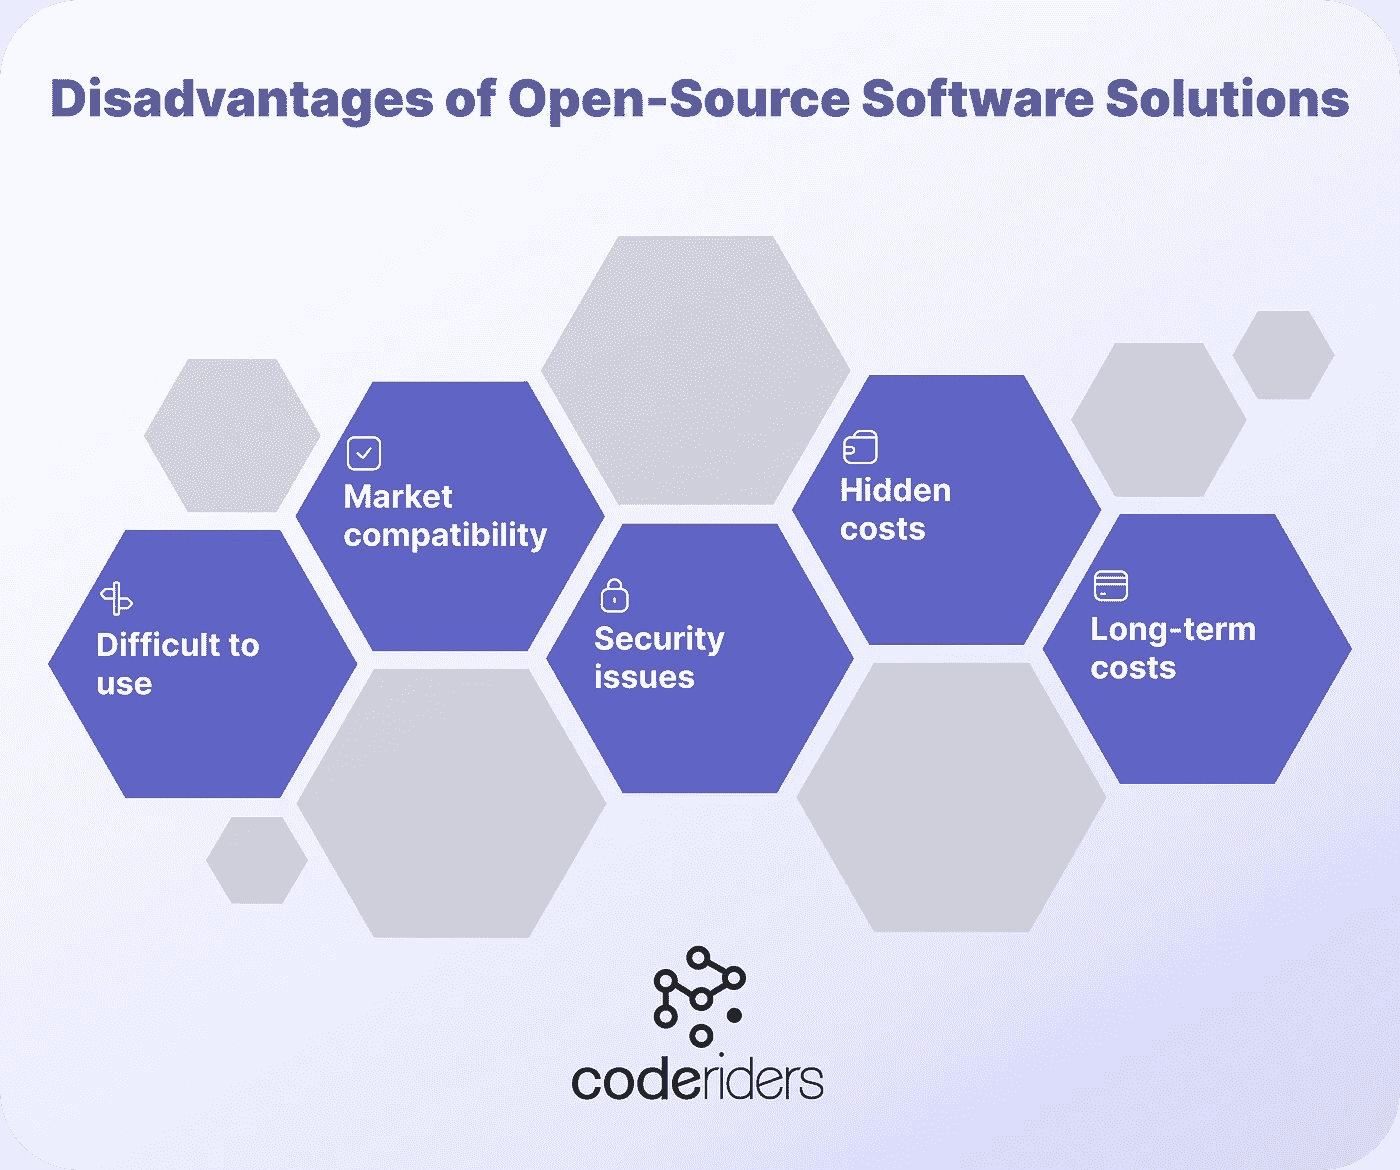 Disadvantages of Open-Source Software Solutions
Market
compatibility
Hidden
costs
Difficult to
use
Security
issues
Long-term
costs
coderiders